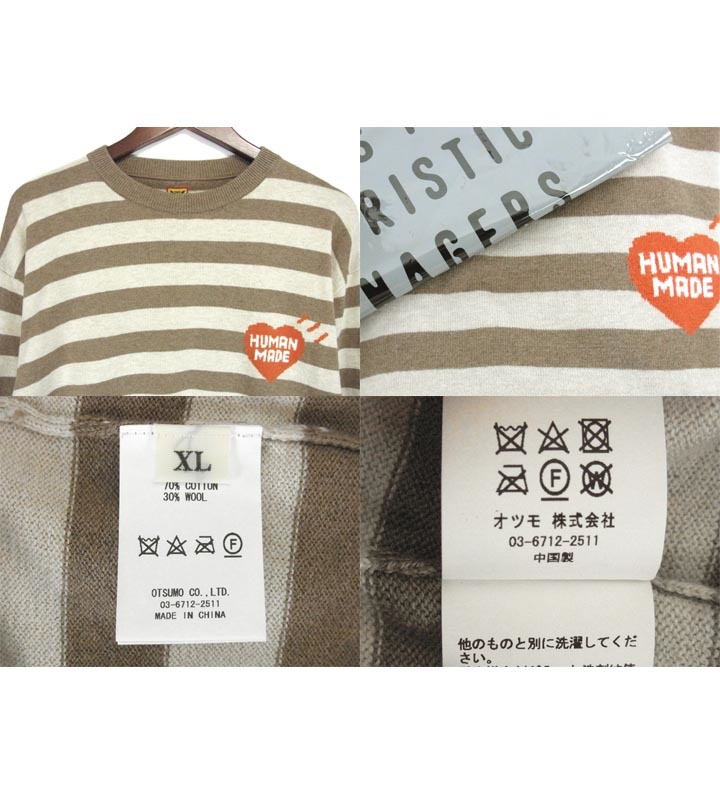 HUMAN
MADE
RISTIC
NAGERS
HUMAN
MADE
XL
70% COTTON
30% WOOL
F
OTSUMO CO.,LTD.
03-6712-2511
MADE IN CHINA
F
W
オツモ 株式会社
03-6712-2511
中国製
他のものと別に洗濯してくだ
さい。